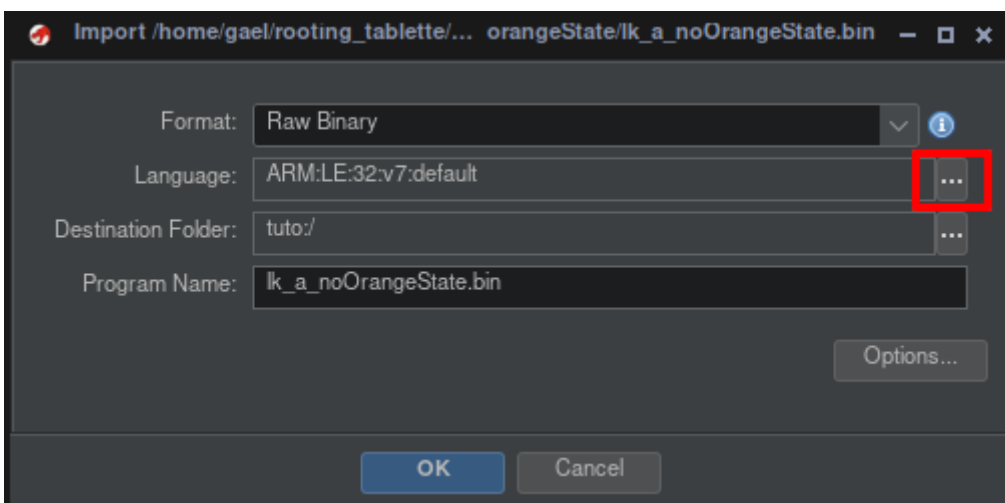 Import /home/gael/rooting_tablette/... orangeState/lk_a_noOrangeState.bin
Format: Raw Binary
Language: ARM:LE:32:v7:default ...
Destination Folder: tuto:/ ...
Program Name: lk_a_noOrangeState.bin
Options...
OK Cancel